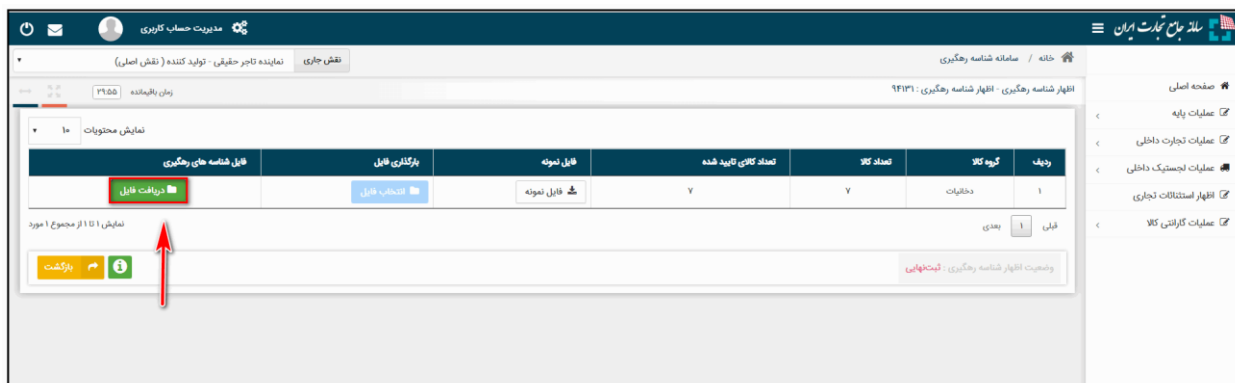 سامانه جامع تجارت ایران
مدیریت حساب کاربری
خانه / سامانه شناسه رهگیری
نقش جاری
نماینده تاجر حقیقی - تولید کننده ( نقش اصلی)
اظهار شناسه رهگیری - اظهار شناسه رهگیری : ۹۴۱۳۱
زمان باقیمانده ۲۹:۵۵
صفحه اصلی
عملیات پایه
عملیات تجارت داخلی
عملیات لجستیک داخلی
اظهار استثنائات تجاری
عملیات گارانتی کالا
نمایش محتویات ۱۰
ردیف گروه کالا تعداد کالا تعداد کالای تایید شده فایل نمونه بارگذاری فایل فایل شناسه های رهگیری
۱ دخانیات ۷ ۷ فایل نمونه انتخاب فایل دریافت فایل
قبلی ۱ بعدی
نمایش ۱ تا ۱ از مجموع ۱ مورد
وضعیت اظهار شناسه رهگیری : ثبت‌نهایی
بازگشت